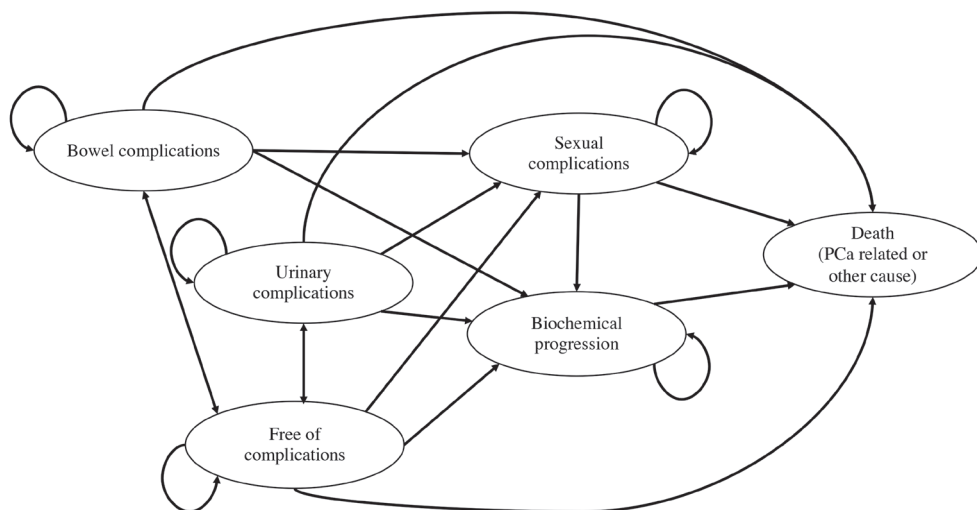 Bowel complications
Sexual
complications
Urinary
complications
Death
(PCa related or
other cause)
Biochemical
progression
Free of
complications